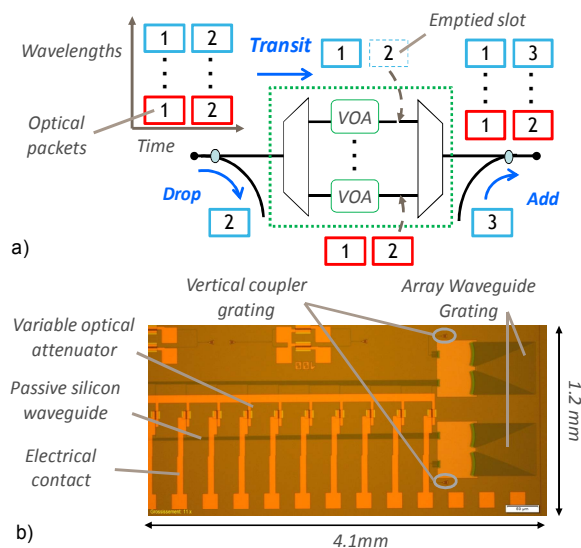 Wavelengths
1 2
1 2
Optical
packets
Time
Transit
1 2
Emptied slot
1 3
1 2
VOA
VOA
Drop
2
1 2
3
Add
a)
Vertical coupler
grating
Array Waveguide
Grating
Variable optical
attenuator
Passive silicon
waveguide
Electrical
contact
1.2 mm
4.1mm
b)